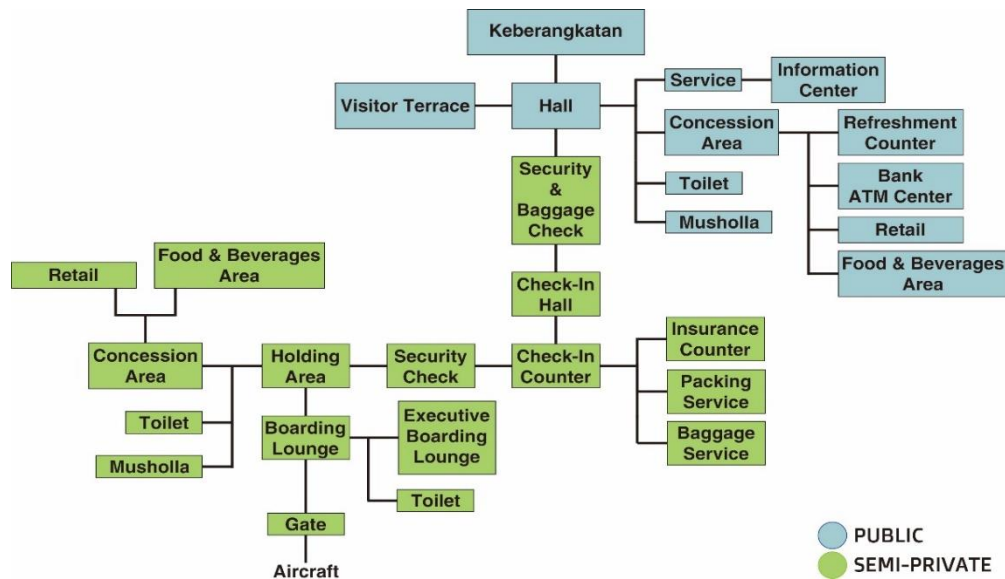 Keberangkatan
Visitor Terrace
Hall
Service
Information
Center
Concession
Area
Refreshment
Counter
Bank
ATM Center
Toilet
Retail
Musholla
Food & Beverages
Area
Security
&
Baggage
Check
Check-In
Hall
Retail
Food & Beverages
Area
Concession
Area
Holding
Area
Security
Check
Check-In
Counter
Insurance
Counter
Packing
Service
Baggage
Service
Toilet
Musholla
Boarding
Lounge
Executive
Boarding
Lounge
Toilet
Gate
Aircraft
PUBLIC
SEMI-PRIVATE